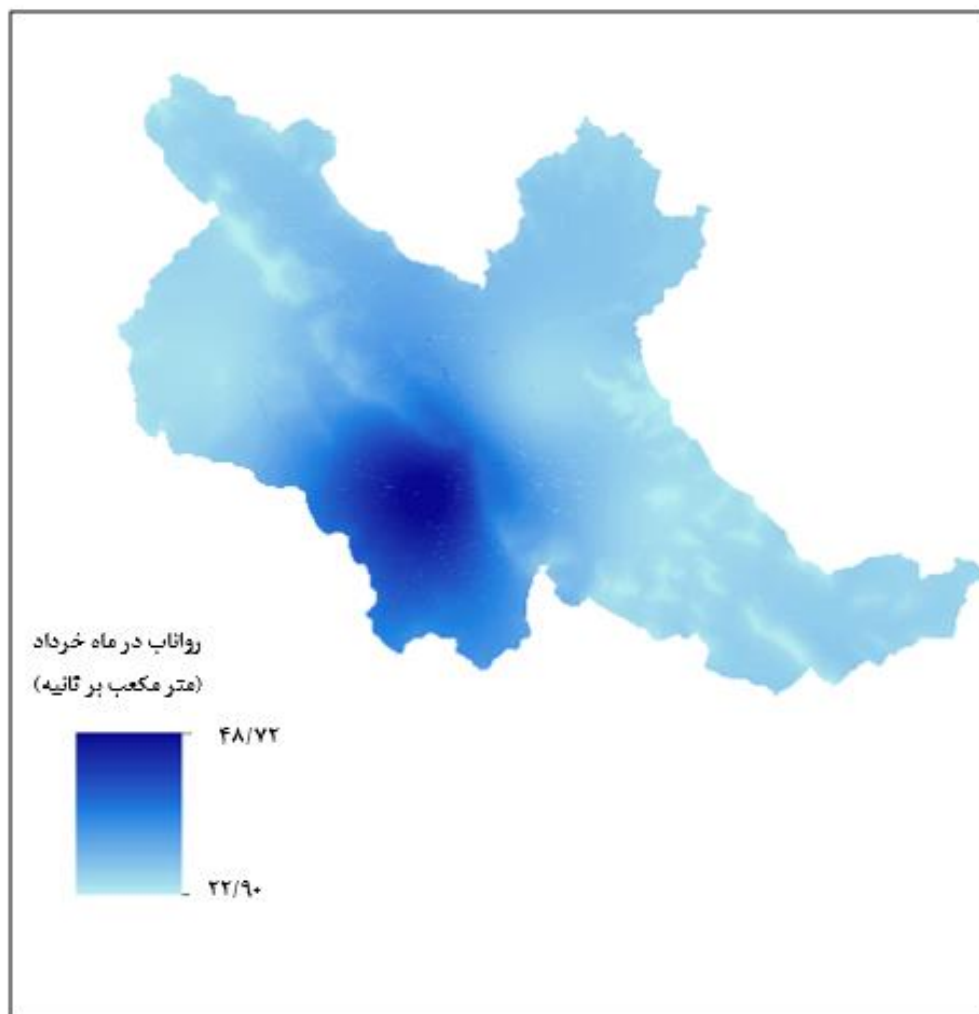 رواناب در ماه خرداد
(متر مکعب بر ثانیه)
۴۸/۷۲
۲۲/۹۰